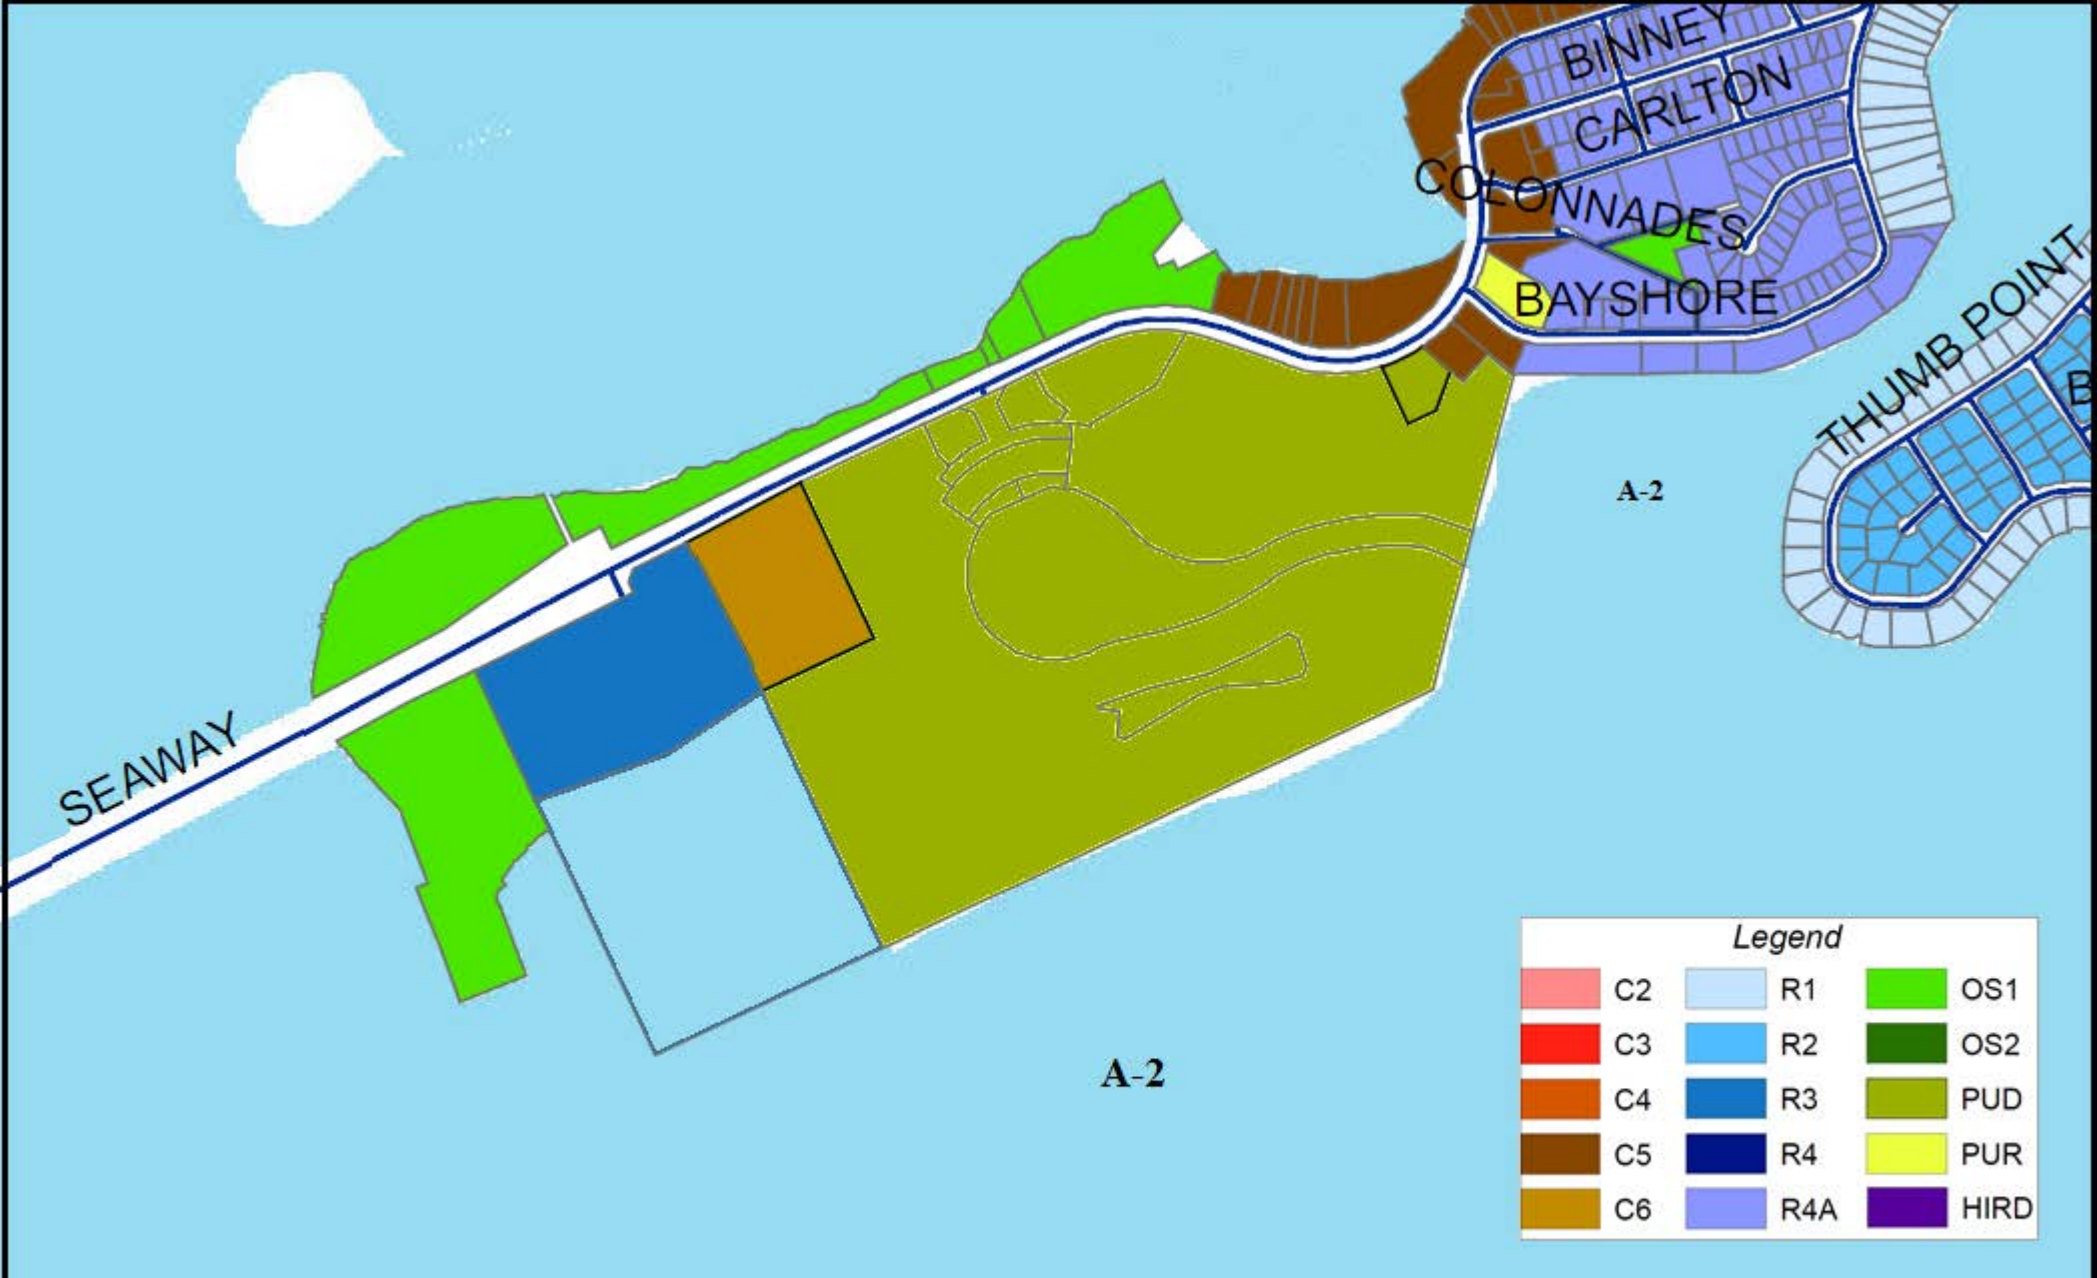 BINNEY
CARLTON
COLONNADES
BAYSHORE
THUMB POINT
B
A-2
SEAWAY
A-2
Legend
C2 R1 OS1
C3 R2 OS2
C4 R3 PUD
C5 R4 PUR
C6 R4A HIRD